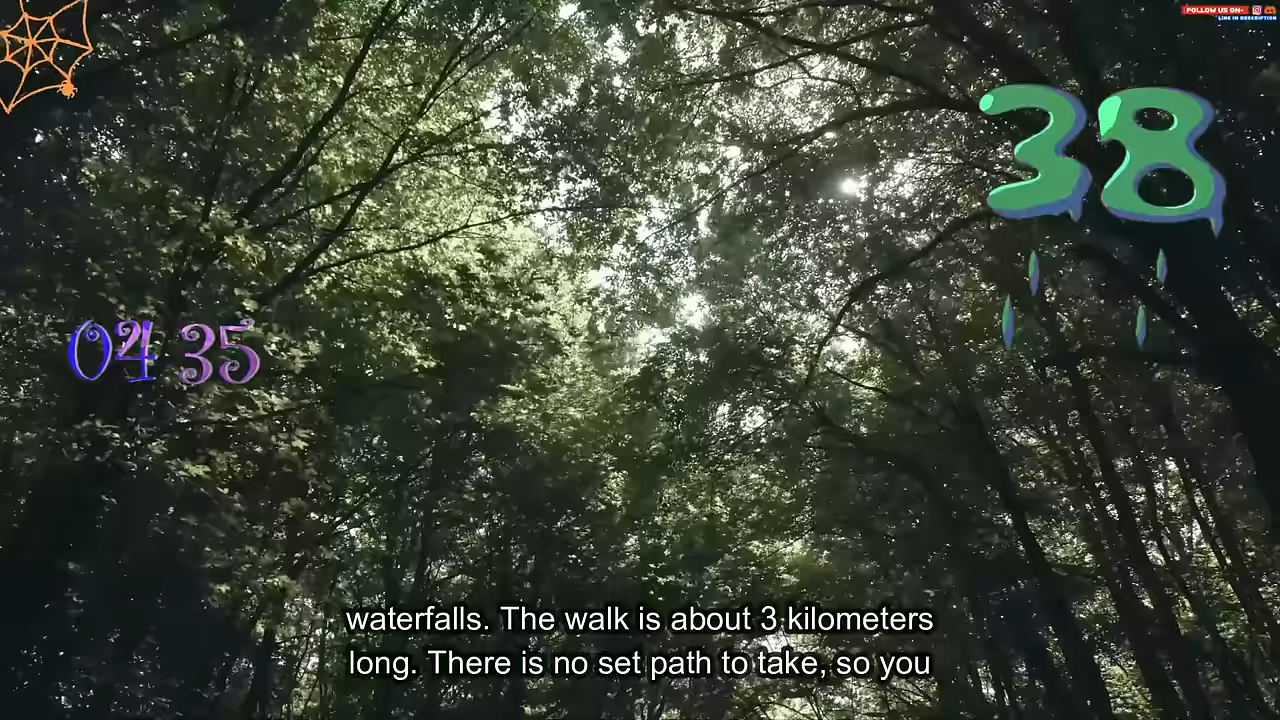 FOLLOW US ON-
LINK IN DESCRIPTION
38
04 35
waterfalls. The walk is about 3 kilometers
long. There is no set path to take, so you